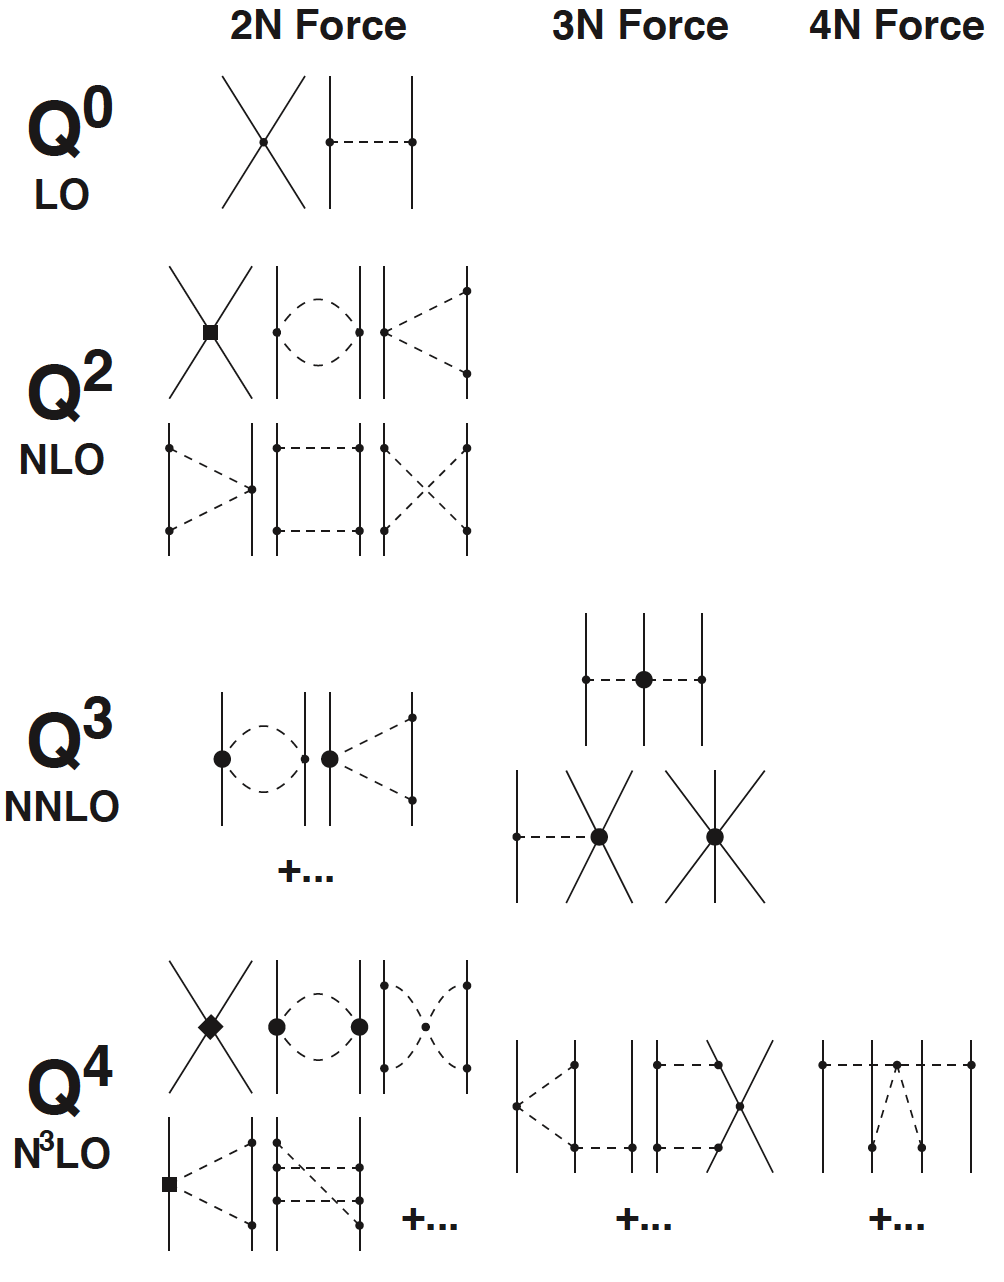 2N Force 3N Force 4N Force
Q⁰
LO
Q²
NLO
Q³
NNLO
+...
Q⁴
N³LO
+... +... +...